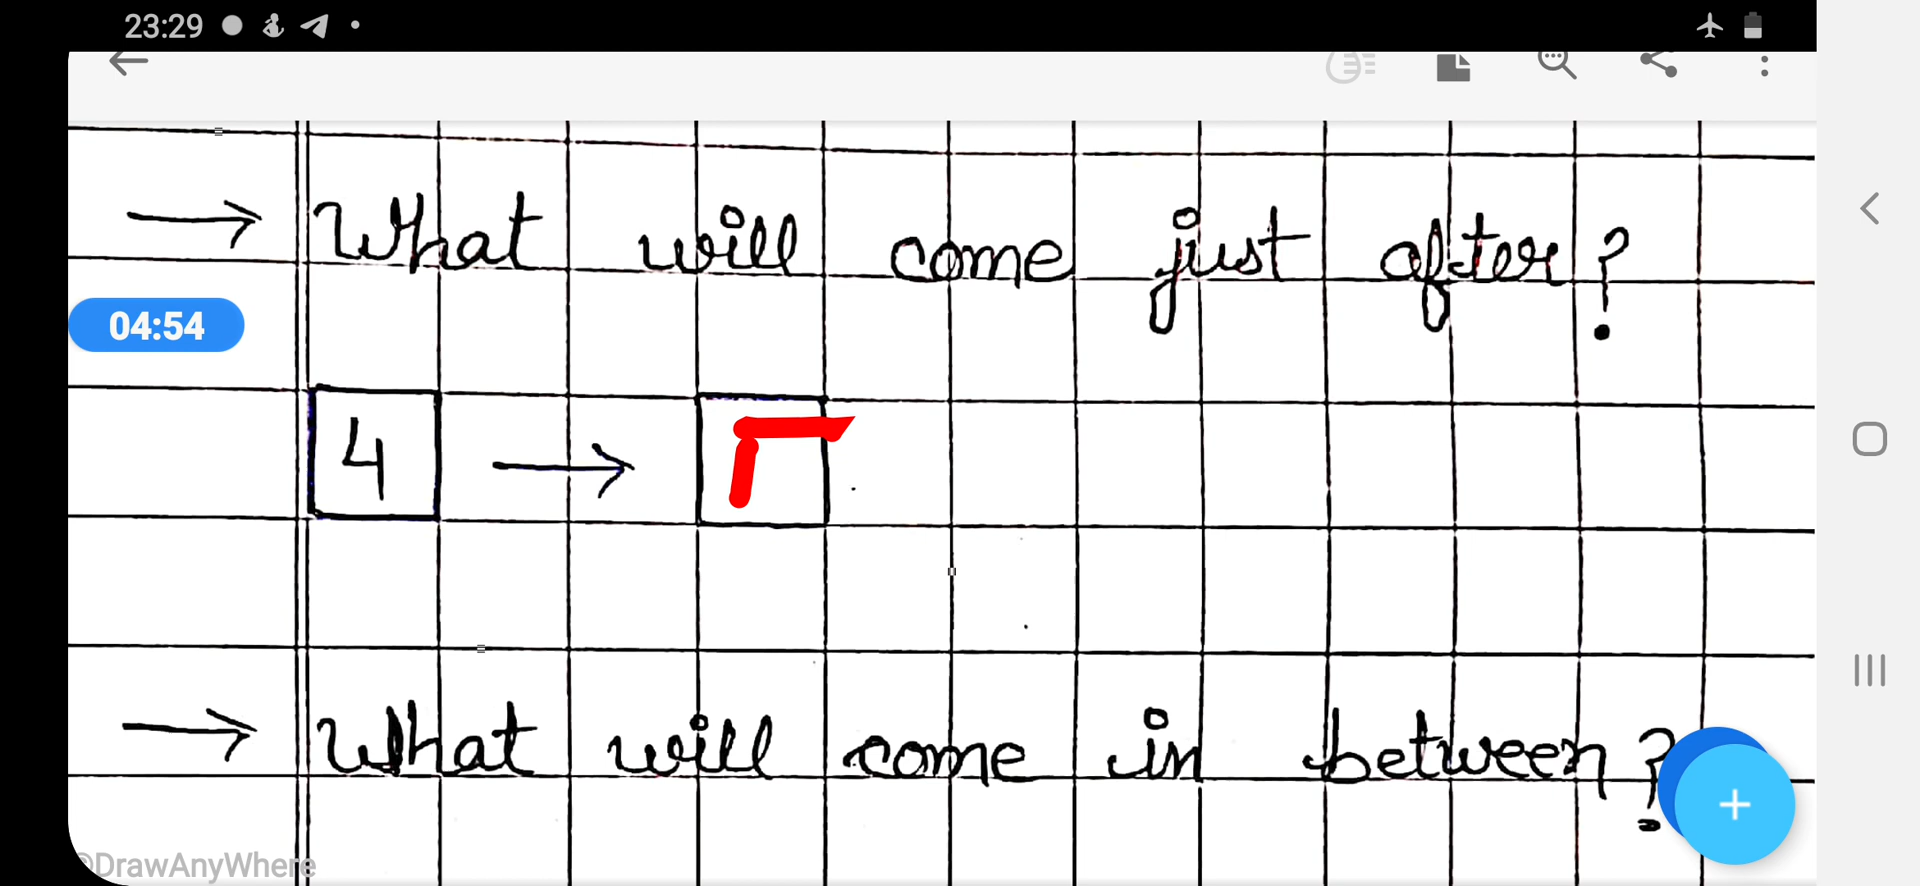 23:29
→ What will come just after?
04:54
4 →
→ What will come in between?
©DrawAnyWhere